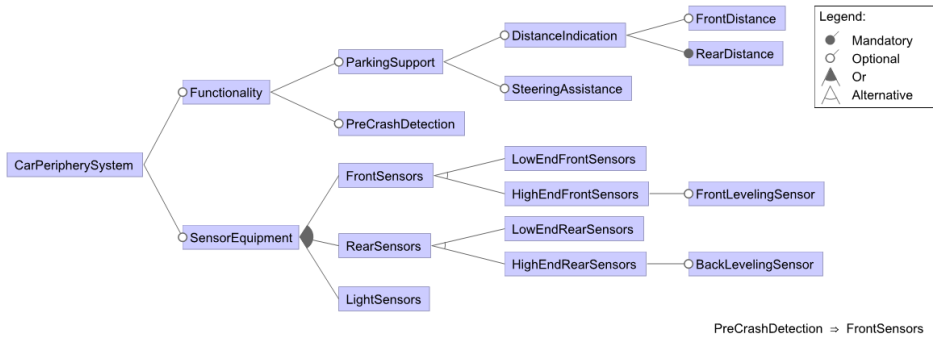 CarPeripherySystem
Functionality
ParkingSupport
DistanceIndication
FrontDistance
RearDistance
SteeringAssistance
PreCrashDetection
SensorEquipment
FrontSensors
LowEndFrontSensors
HighEndFrontSensors
FrontLevelingSensor
RearSensors
LowEndRearSensors
HighEndRearSensors
BackLevelingSensor
LightSensors
Legend:
Mandatory
Optional
Or
Alternative
PreCrashDetection ⇒ FrontSensors